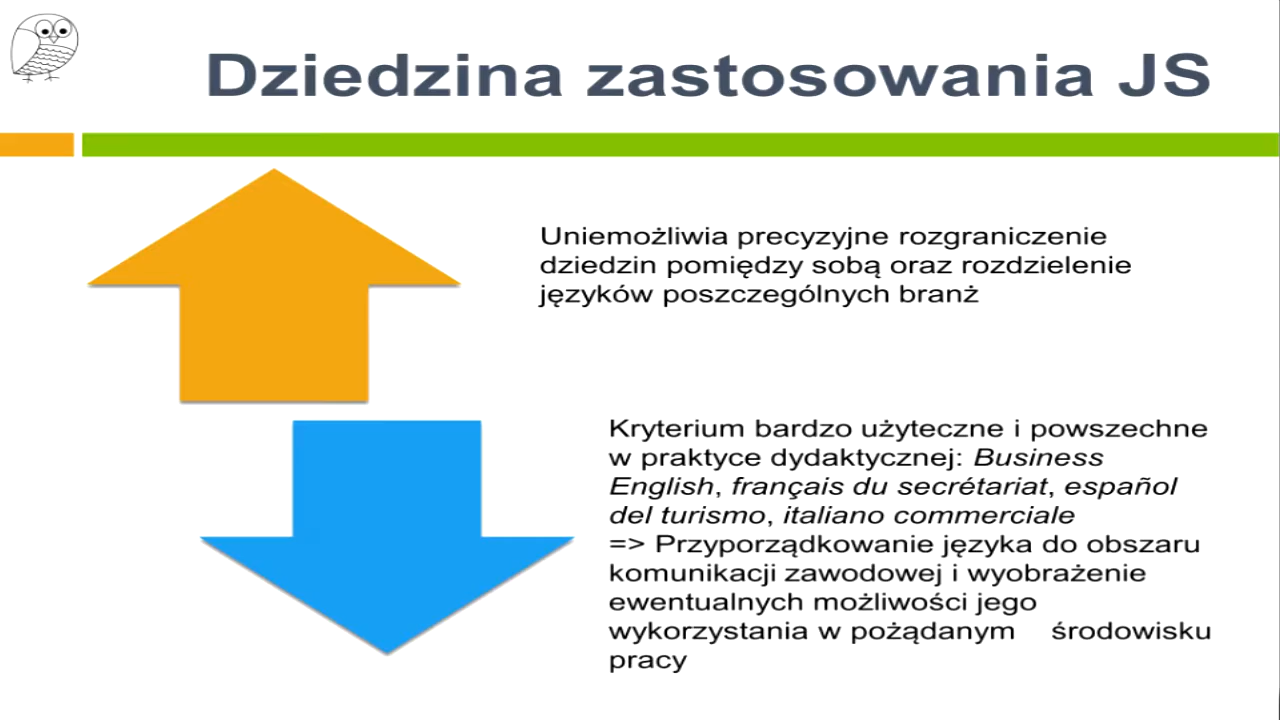 Dziedzina zastosowania JS
Uniemożliwia precyzyjne rozgraniczenie
dziedzin pomiędzy sobą oraz rozdzielenie
języków poszczególnych branż
Kryterium bardzo użyteczne i powszechne
w praktyce dydaktycznej: Business
English, français du secrétariat, español
del turismo, italiano commerciale
=> Przyporządkowanie języka do obszaru
komunikacji zawodowej i wyobrażenie
ewentualnych możliwości jego
wykorzystania w pożądanym środowisku
pracy